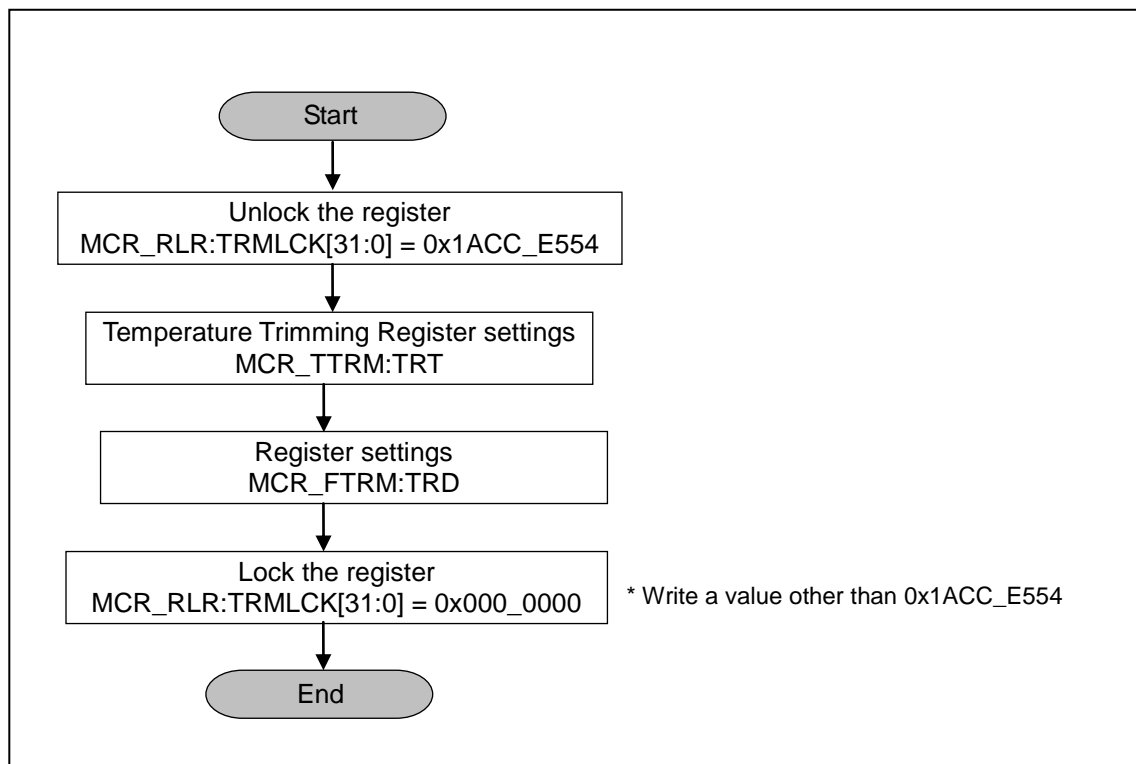 Start
Unlock the register
MCR_RLR:TRMLCK[31:0] = 0x1ACC_E554
Temperature Trimming Register settings
MCR_TTRM:TRT
Register settings
MCR_FTRM:TRD
Lock the register
MCR_RLR:TRMLCK[31:0] = 0x000_0000
* Write a value other than 0x1ACC_E554
End